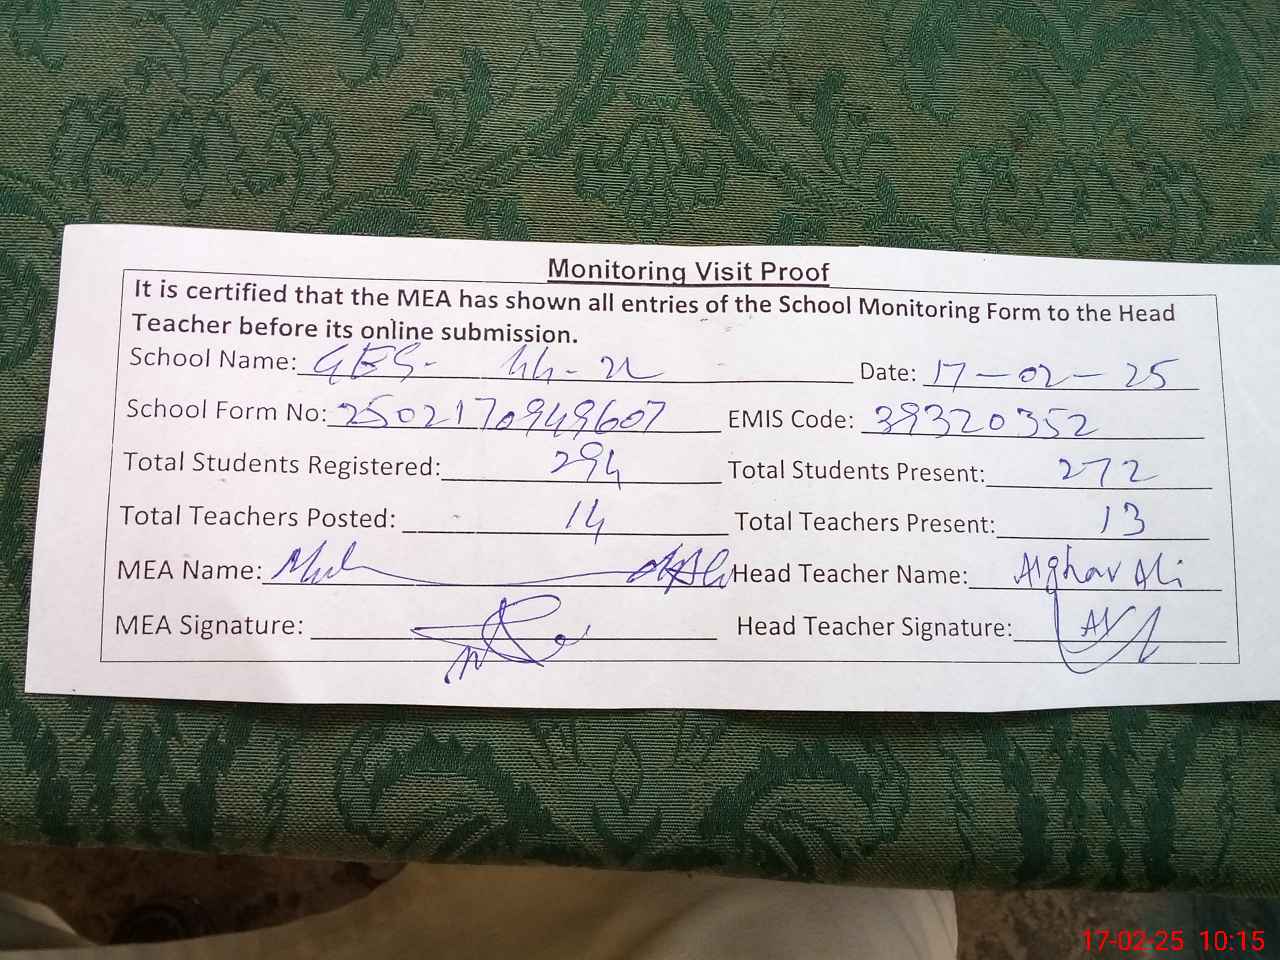 Monitoring Visit Proof
It is certified that the MEA has shown all entries of the School Monitoring Form to the Head
Teacher before its online submission.
School Name: GES- Date: 17-02-25
School Form No: 2502170949607 EMIS Code: 39320352
Total Students Registered: 294 Total Students Present: 272
Total Teachers Posted: 14 Total Teachers Present: 13
MEA Name: Head Teacher Name: Ali
MEA Signature: Head Teacher Signature:
17-02-25 10:15